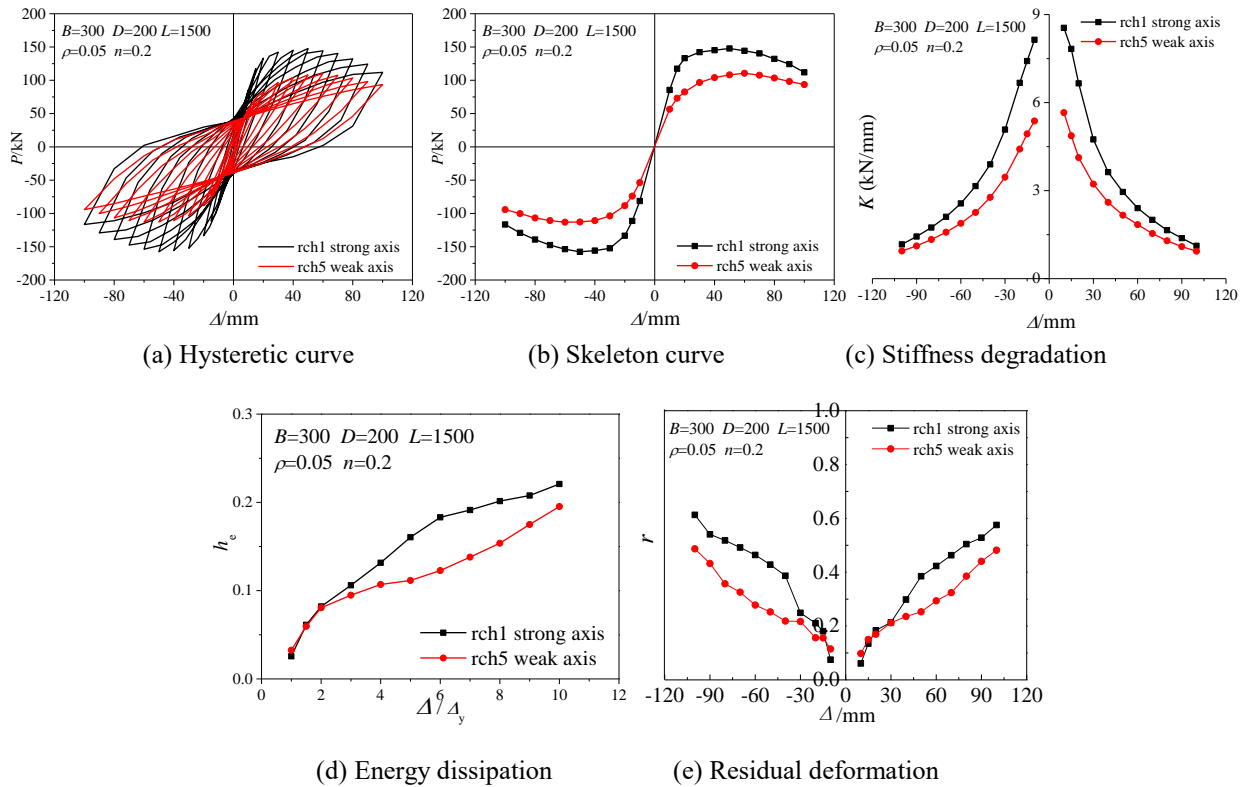 B=300 D=200 L=1500
ρ=0.05 n=0.2
200
150
100
50
0
50
100
150
200
P/kN
-120
-80
-40
0
40
80
120
Δ/mm
rch1 strong axis
rch5 weak axis
(a) Hysteretic curve
B=300 D=200 L=1500
ρ=0.05 n=0.2
200
150
100
50
0
50
100
150
200
P/kN
-120
-80
-40
0
40
80
120
Δ/mm
rch1 strong axis
rch5 weak axis
(b) Skeleton curve
B=300 D=200 L=1500
ρ=0.05 n=0.2
9
6
3
0
K (kN/mm)
-120
-90
-60
-30
0
30
60
90
120
Δ/mm
rch1 strong axis
rch5 weak axis
(c) Stiffness degradation
B=300 D=200 L=1500
ρ=0.05 n=0.2
0.3
0.2
0.1
0.0
he
0
2
4
6
8
10
12
Δ/Δy
rch1 strong axis
rch5 weak axis
(d) Energy dissipation
B=300 D=200 L=1500
ρ=0.05 n=0.2
1.0
0.8
0.6
0.4
0.2
0.0
r
-120
-90
-60
-30
0
30
60
90
120
Δ/mm
rch1 strong axis
rch5 weak axis
(e) Residual deformation